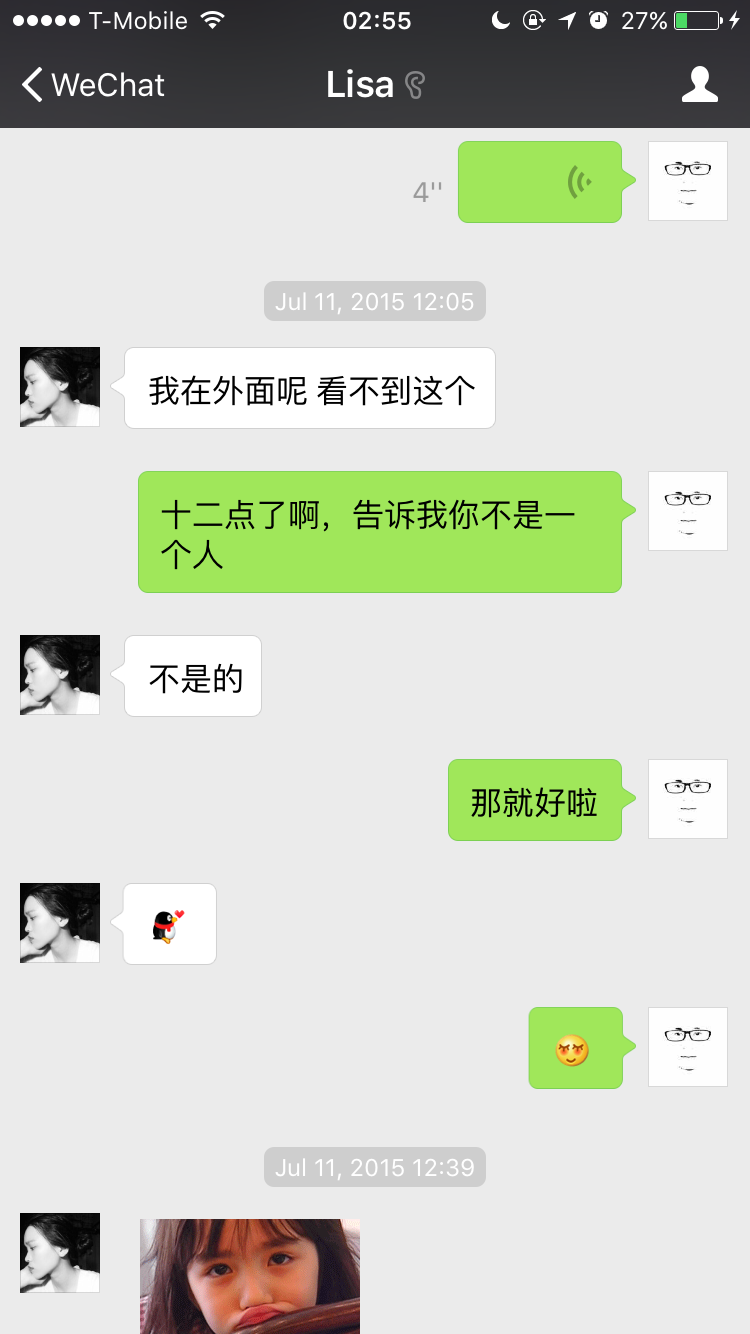 T-Mobile 02:55 27%
WeChat Lisa
4''
Jul 11, 2015 12:05
我在外面呢 看不到这个
十二点了啊，告诉我你不是一
个人
不是的
那就好啦
Jul 11, 2015 12:39